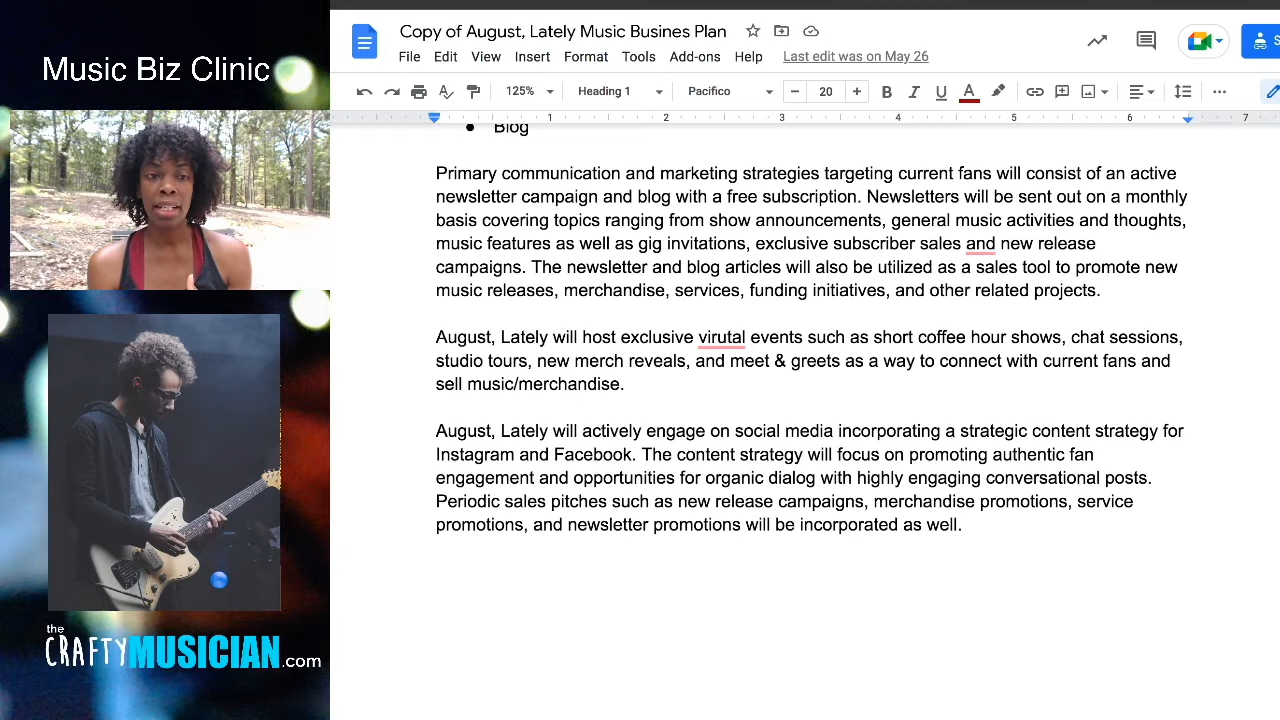 Music Biz Clinic
the
CRAFTYMUSICIAN.com
Copy of August, Lately Music Busines Plan
File Edit View Insert Format Tools Add-ons Help Last edit was on May 26
125% Heading 1 Pacifico − 20 + B I U A
1 2 3 4 5 6 7
● Blog
Primary communication and marketing strategies targeting current fans will consist of an active
newsletter campaign and blog with a free subscription. Newsletters will be sent out on a monthly
basis covering topics ranging from show announcements, general music activities and thoughts,
music features as well as gig invitations, exclusive subscriber sales and new release
campaigns. The newsletter and blog articles will also be utilized as a sales tool to promote new
music releases, merchandise, services, funding initiatives, and other related projects.
August, Lately will host exclusive virutal events such as short coffee hour shows, chat sessions,
studio tours, new merch reveals, and meet & greets as a way to connect with current fans and
sell music/merchandise.
August, Lately will actively engage on social media incorporating a strategic content strategy for
Instagram and Facebook. The content strategy will focus on promoting authentic fan
engagement and opportunities for organic dialog with highly engaging conversational posts.
Periodic sales pitches such as new release campaigns, merchandise promotions, service
promotions, and newsletter promotions will be incorporated as well.